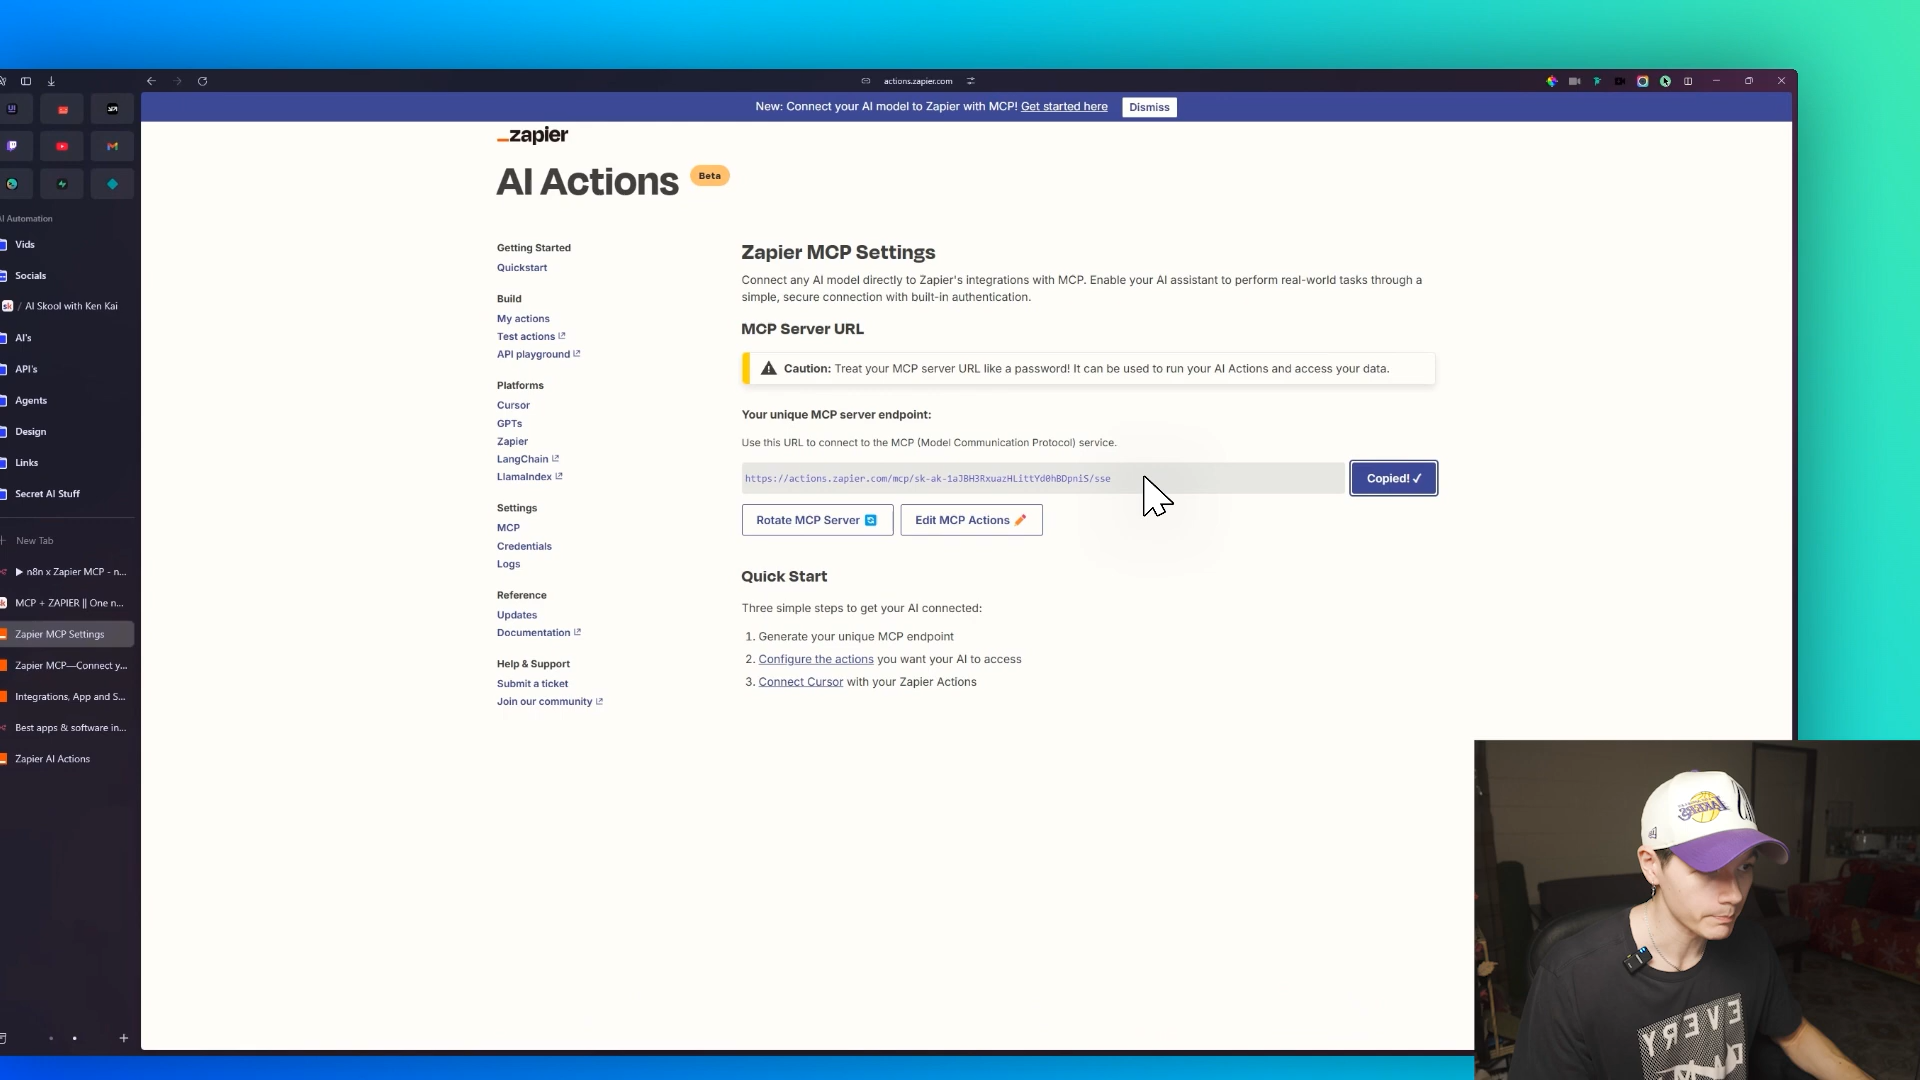 actions.zapier.com
New: Connect your AI model to Zapier with MCP! Get started here Dismiss
AI Automation
Vids
Socials
/ AI Skool with Ken Kai
AI's
API's
Agents
Design
Links
Secret AI Stuff
New Tab
n8n x Zapier MCP - n...
MCP + ZAPIER || One n...
Zapier MCP Settings
Zapier MCP—Connect y...
Integrations, App and S...
Best apps & software in...
Zapier AI Actions
zapier
AI Actions Beta
Getting Started
Quickstart
Build
My actions
Test actions
API playground
Platforms
Cursor
GPTs
Zapier
LangChain
LlamaIndex
Settings
MCP
Credentials
Logs
Reference
Updates
Documentation
Help & Support
Submit a ticket
Join our community
Zapier MCP Settings
Connect any AI model directly to Zapier's integrations with MCP. Enable your AI assistant to perform real-world tasks through a
simple, secure connection with built-in authentication.
MCP Server URL
Caution: Treat your MCP server URL like a password! It can be used to run your AI Actions and access your data.
Your unique MCP server endpoint:
Use this URL to connect to the MCP (Model Communication Protocol) service.
https://actions.zapier.com/mcp/sk-ak-1aJBH3RxuazHLittYd0hBDpniS/sse
Copied! ✓
Rotate MCP Server
Edit MCP Actions
Quick Start
Three simple steps to get your AI connected:
1. Generate your unique MCP endpoint
2. Configure the actions you want your AI to access
3. Connect Cursor with your Zapier Actions
LAKERS
EVERY